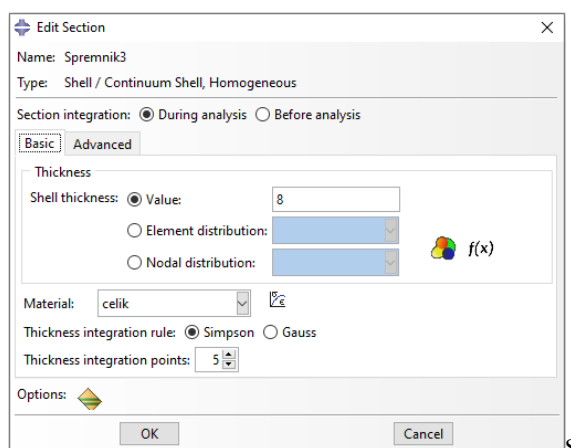 Edit Section
Name: Spremnik3
Type: Shell / Continuum Shell, Homogeneous
Section integration: During analysis Before analysis
Basic Advanced
Thickness
Shell thickness: Value: 8
Element distribution:
f(x)
Nodal distribution:
Material: celik
Thickness integration rule: Simpson Gauss
Thickness integration points: 5
Options:
OK Cancel